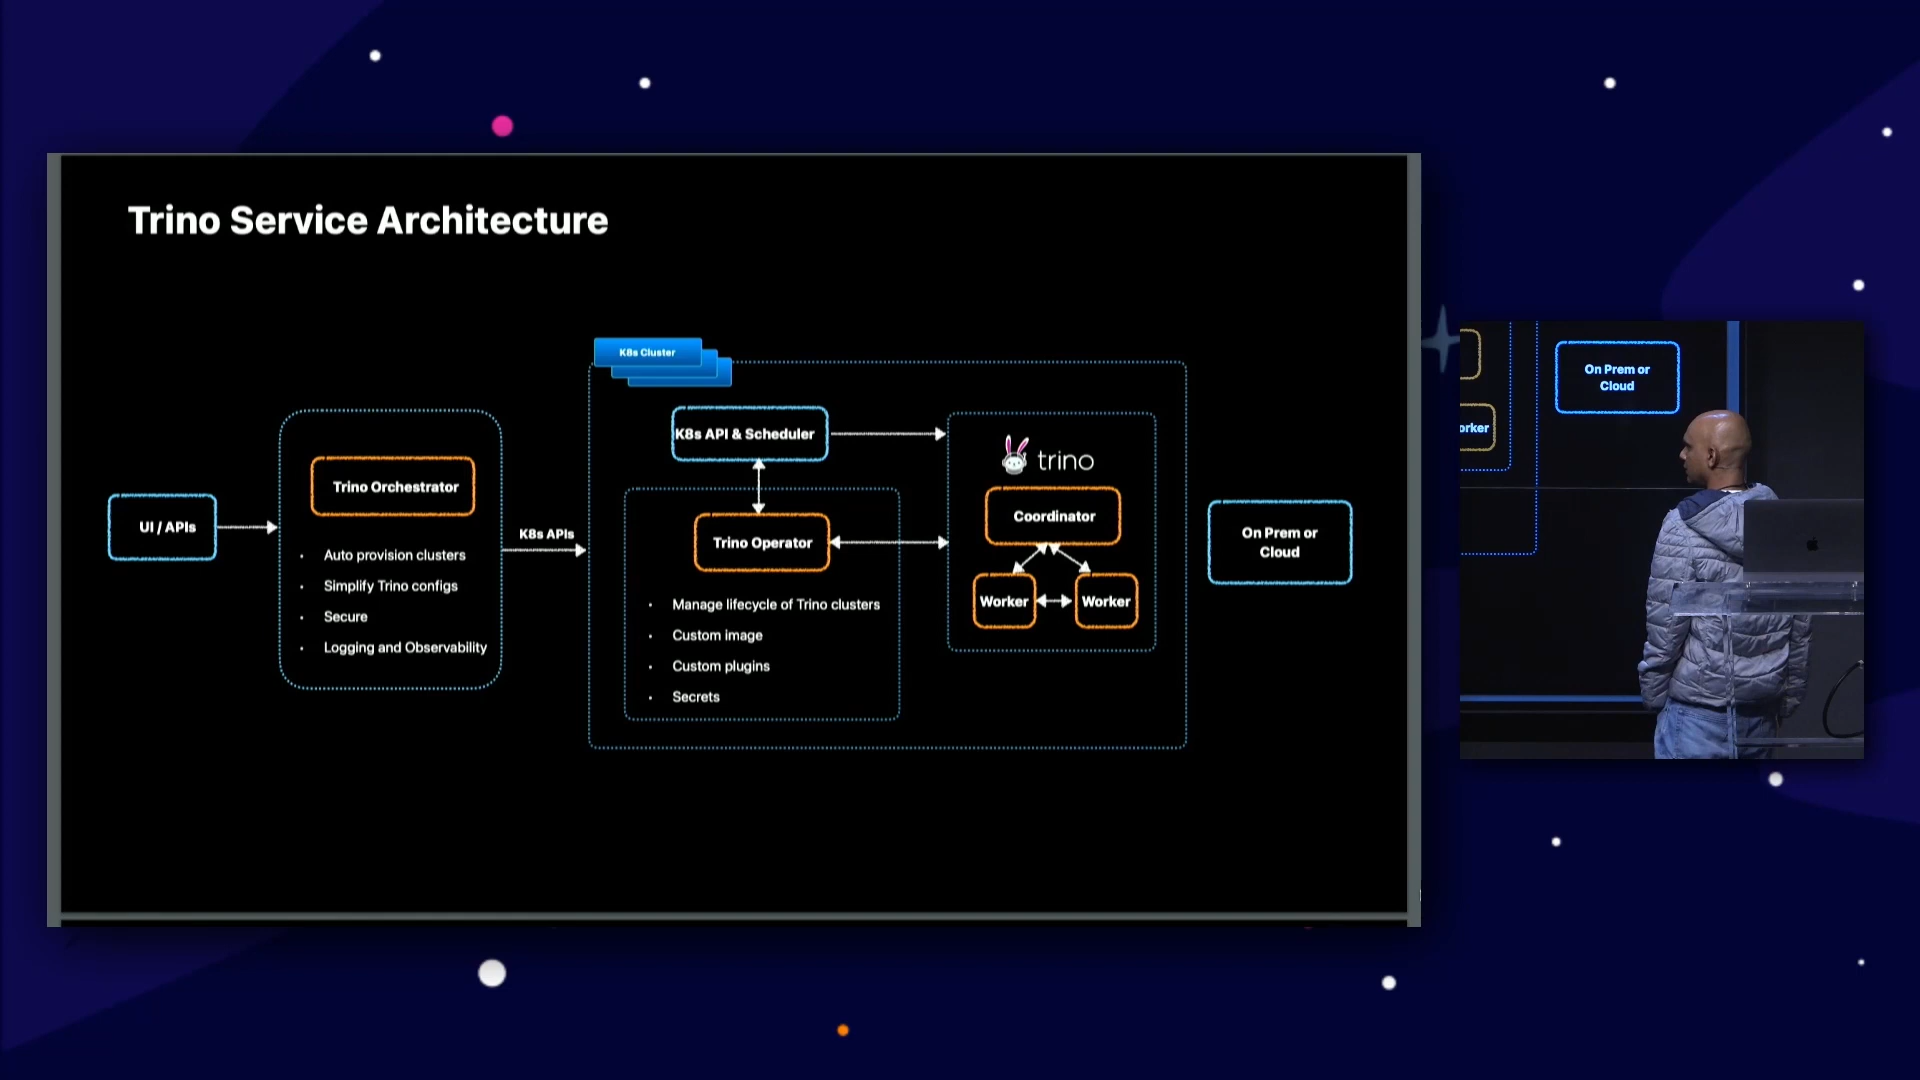 Trino Service Architecture
K8s Cluster
UI / APIs
Trino Orchestrator
Auto provision clusters
Simplify Trino configs
Secure
Logging and Observability
K8s APIs
K8s API & Scheduler
Trino Operator
Manage lifecycle of Trino clusters
Custom image
Custom plugins
Secrets
trino
Coordinator
Worker
Worker
On Prem or
Cloud
On Prem or
Cloud
orker